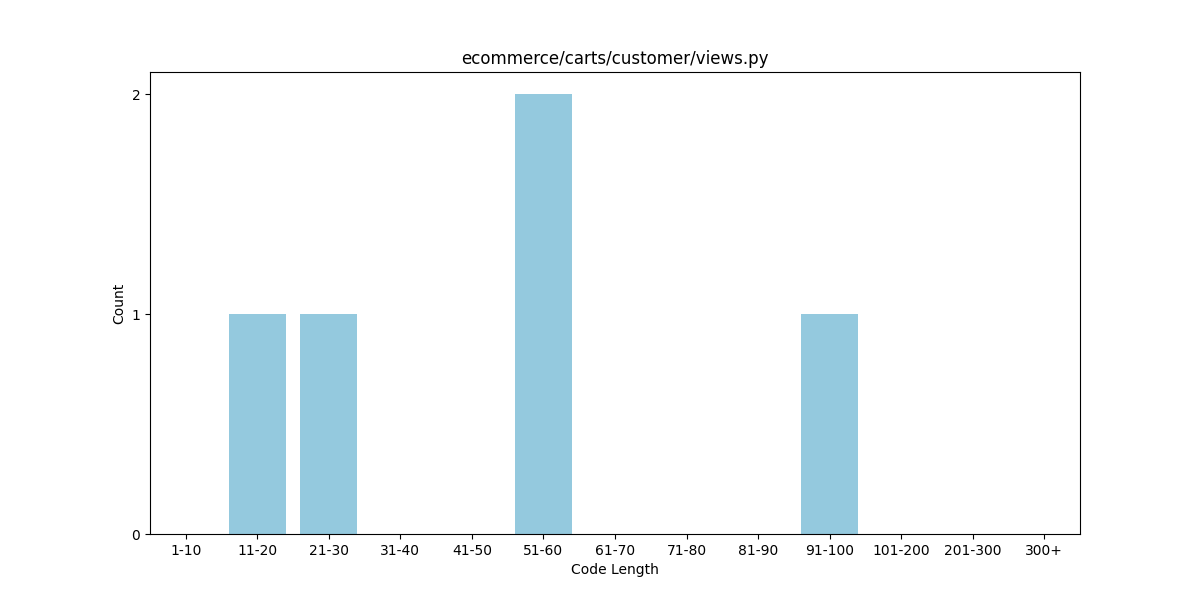 ecommerce/carts/customer/views.py
2
1
0
Count
1-10 11-20 21-30 31-40 41-50 51-60 61-70 71-80 81-90 91-100 101-200 201-300 300+
Code Length